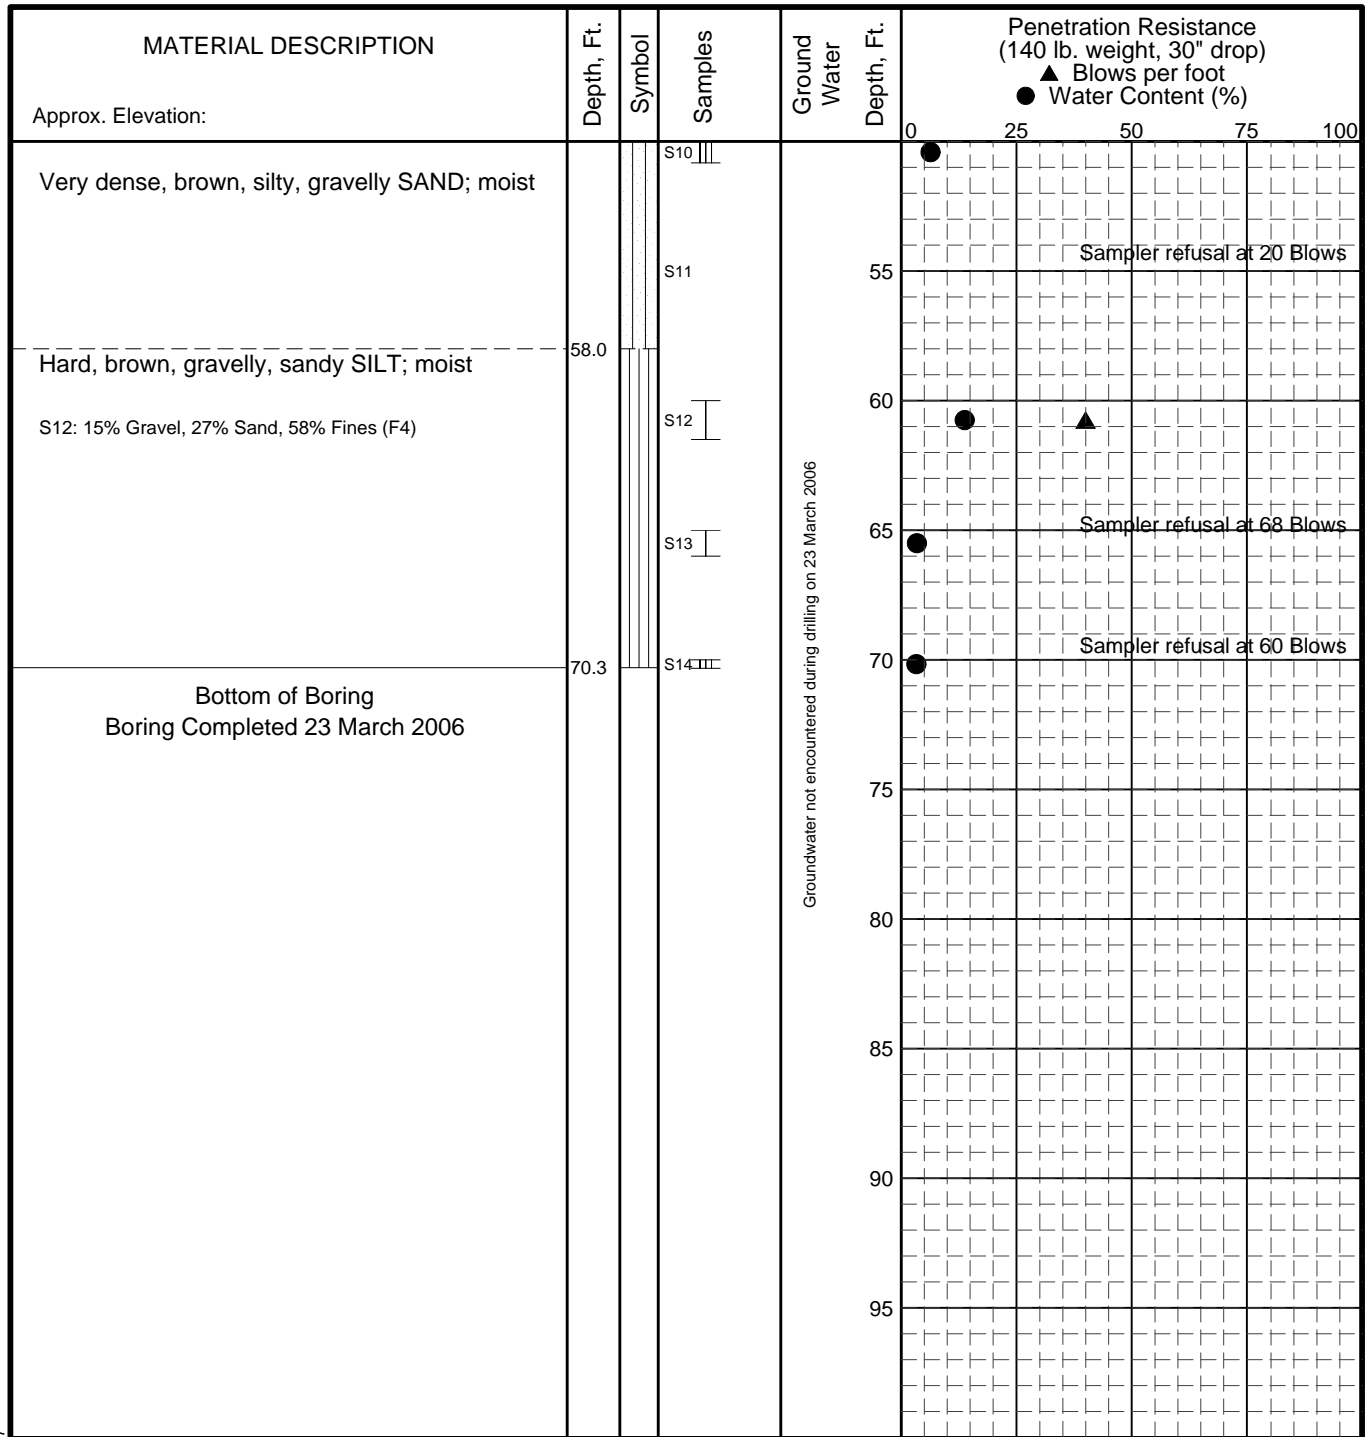 MATERIAL DESCRIPTION
Approx. Elevation:
Depth, Ft.
Symbol
Samples
Ground
Water
Depth, Ft.
Penetration Resistance
(140 lb. weight, 30" drop)
▲ Blows per foot
● Water Content (%)
0 25 50 75 100
S10
Very dense, brown, silty, gravelly SAND; moist
Sampler refusal at 20 Blows
S11
55
58.0
Hard, brown, gravelly, sandy SILT; moist
60
S12: 15% Gravel, 27% Sand, 58% Fines (F4)
S12
Groundwater not encountered during drilling on 23 March 2006
Sampler refusal at 68 Blows
65
S13
Sampler refusal at 60 Blows
70
70.3
S14
Bottom of Boring
Boring Completed 23 March 2006
75
80
85
90
95